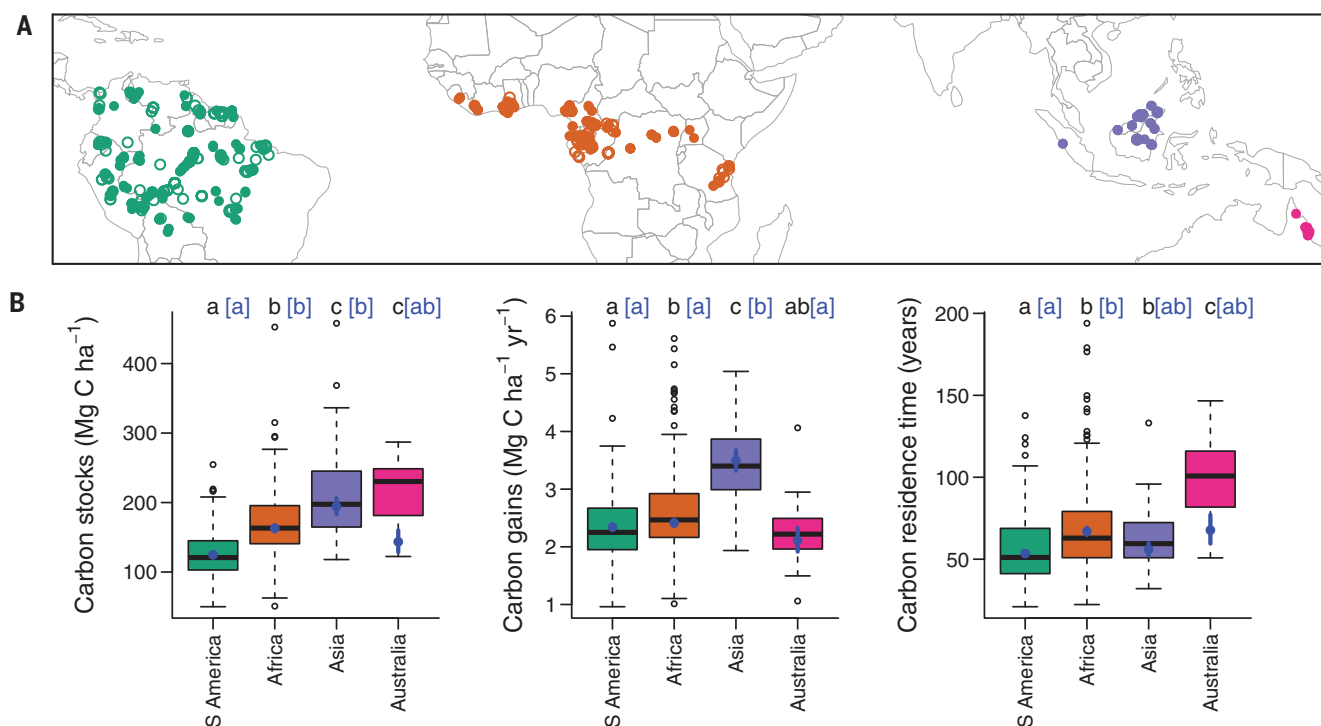 A
B
a [a] b [b] c [b] c[ab]
Carbon stocks (Mg C ha−1)
400
300
200
100
S America
Africa
Asia
Australia
a [a] b [a] c [b] ab[a]
Carbon gains (Mg C ha−1 yr−1)
6
5
4
3
2
1
S America
Africa
Asia
Australia
a [a] b [b] b[ab] c [ab]
Carbon residence time (years)
200
150
100
50
S America
Africa
Asia
Australia